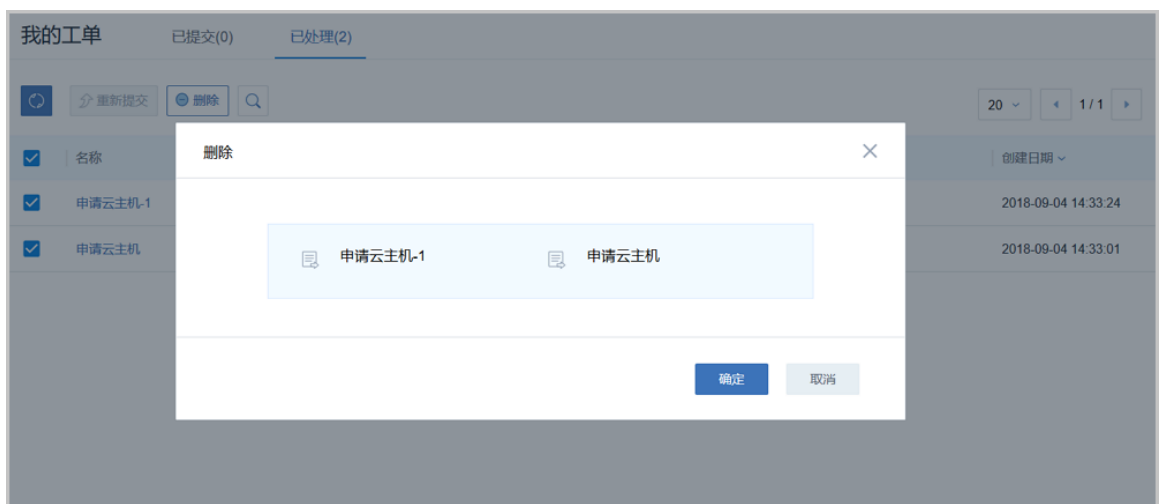 我的工单 已提交(0) 已处理(2)
重新提交 删除 20 1 / 1
名称 创建日期
删除
申请云主机-1 2018-09-04 14:33:24
申请云主机 2018-09-04 14:33:01
申请云主机-1 申请云主机
确定 取消